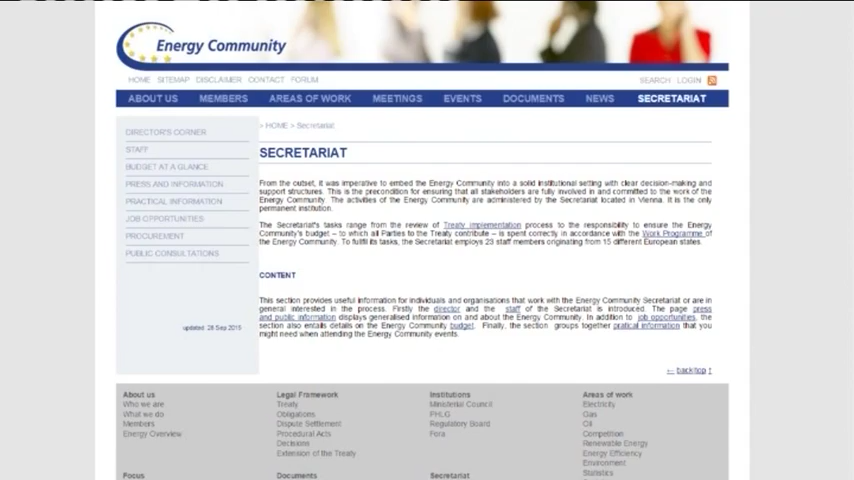 Energy Community
HOME SITEMAP DISCLAIMER CONTACT FORUM
SEARCH LOGIN
ABOUT US MEMBERS AREAS OF WORK MEETINGS EVENTS DOCUMENTS NEWS SECRETARIAT
DIRECTOR'S CORNER
STAFF
BUDGET AT A GLANCE
PRESS AND INFORMATION
PRACTICAL INFORMATION
JOB OPPORTUNITIES
PROCUREMENT
PUBLIC CONSULTATIONS
updated: 28 Sep 2015
> HOME > Secretariat
SECRETARIAT
From the outset, it was imperative to embed the Energy Community into a solid institutional setting with clear decision-making and
support structures. This is the precondition for ensuring that all stakeholders are fully involved in and committed to the work of the
Energy Community. The activities of the Energy Community are administered by the Secretariat located in Vienna. It is the only
permanent institution.
The Secretariat's tasks range from the review of Treaty implementation process to the responsibility to ensure the Energy
Community's budget – to which all Parties to the Treaty contribute – is spent correctly in accordance with the Work Programme of
the Energy Community. To fulfil its tasks, the Secretariat employs 23 staff members originating from 15 different European states.
CONTENT
This section provides useful information for individuals and organisations that work with the Energy Community Secretariat or are in
general interested in the process. Firstly the director and the staff of the Secretariat is introduced. The page press
and public information displays generalised information on and about the Energy Community. In addition to job opportunities, the
section also entails details on the Energy Community budget. Finally, the section groups together pratical information that you
might need when attending the Energy Community events.
← backtop ↑
About us
Who we are
What we do
Members
Energy Overview
Legal Framework
Treaty
Obligations
Dispute Settlement
Procedural Acts
Decisions
Extension of the Treaty
Institutions
Ministerial Council
PHLG
Regulatory Board
Fora
Areas of work
Electricity
Gas
Oil
Competition
Renewable Energy
Energy Efficiency
Environment
Statistics
Focus
Documents
Secretariat